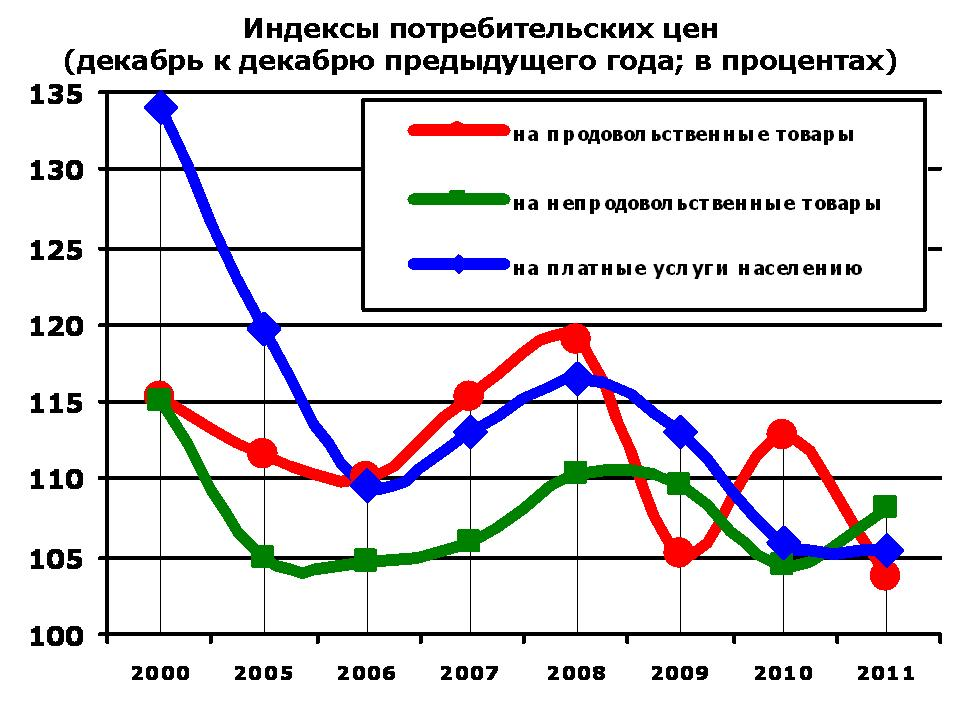 Индексы потребительских цен
(декабрь к декабрю предыдущего года; в процентах)
135
130
125
120
115
110
105
100
на продовольственные товары
на непродовольственные товары
на платные услуги населению
2000 2005 2006 2007 2008 2009 2010 2011